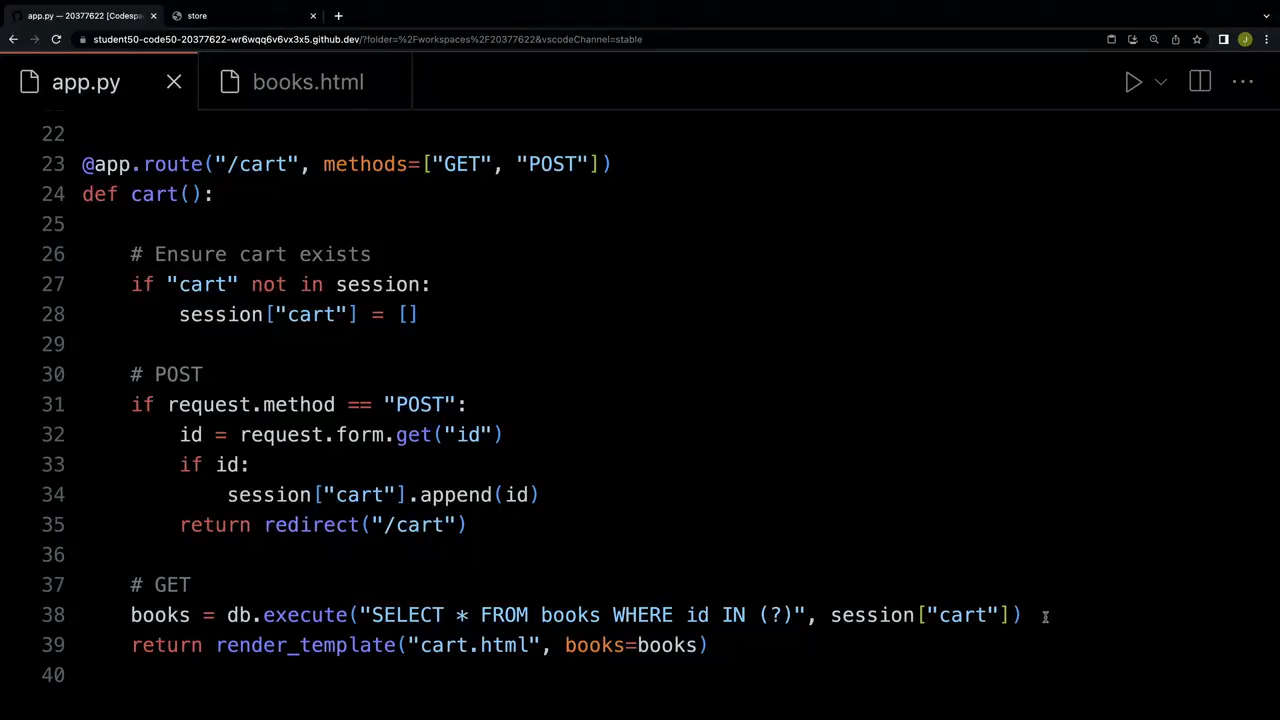 app.py — 20377622 [Codespa
store
student50-code50-20377622-wr6wqq6v6vx3x5.github.dev/?folder=%2Fworkspaces%2F20377622&vscodeChannel=stable
J
app.py
books.html
22
23 @app.route("/cart", methods=["GET", "POST"])
24 def cart():
25
26     # Ensure cart exists
27     if "cart" not in session:
28         session["cart"] = []
29
30     # POST
31     if request.method == "POST":
32         id = request.form.get("id")
33         if id:
34             session["cart"].append(id)
35         return redirect("/cart")
36
37     # GET
38     books = db.execute("SELECT * FROM books WHERE id IN (?)", session["cart"])
39     return render_template("cart.html", books=books)
40